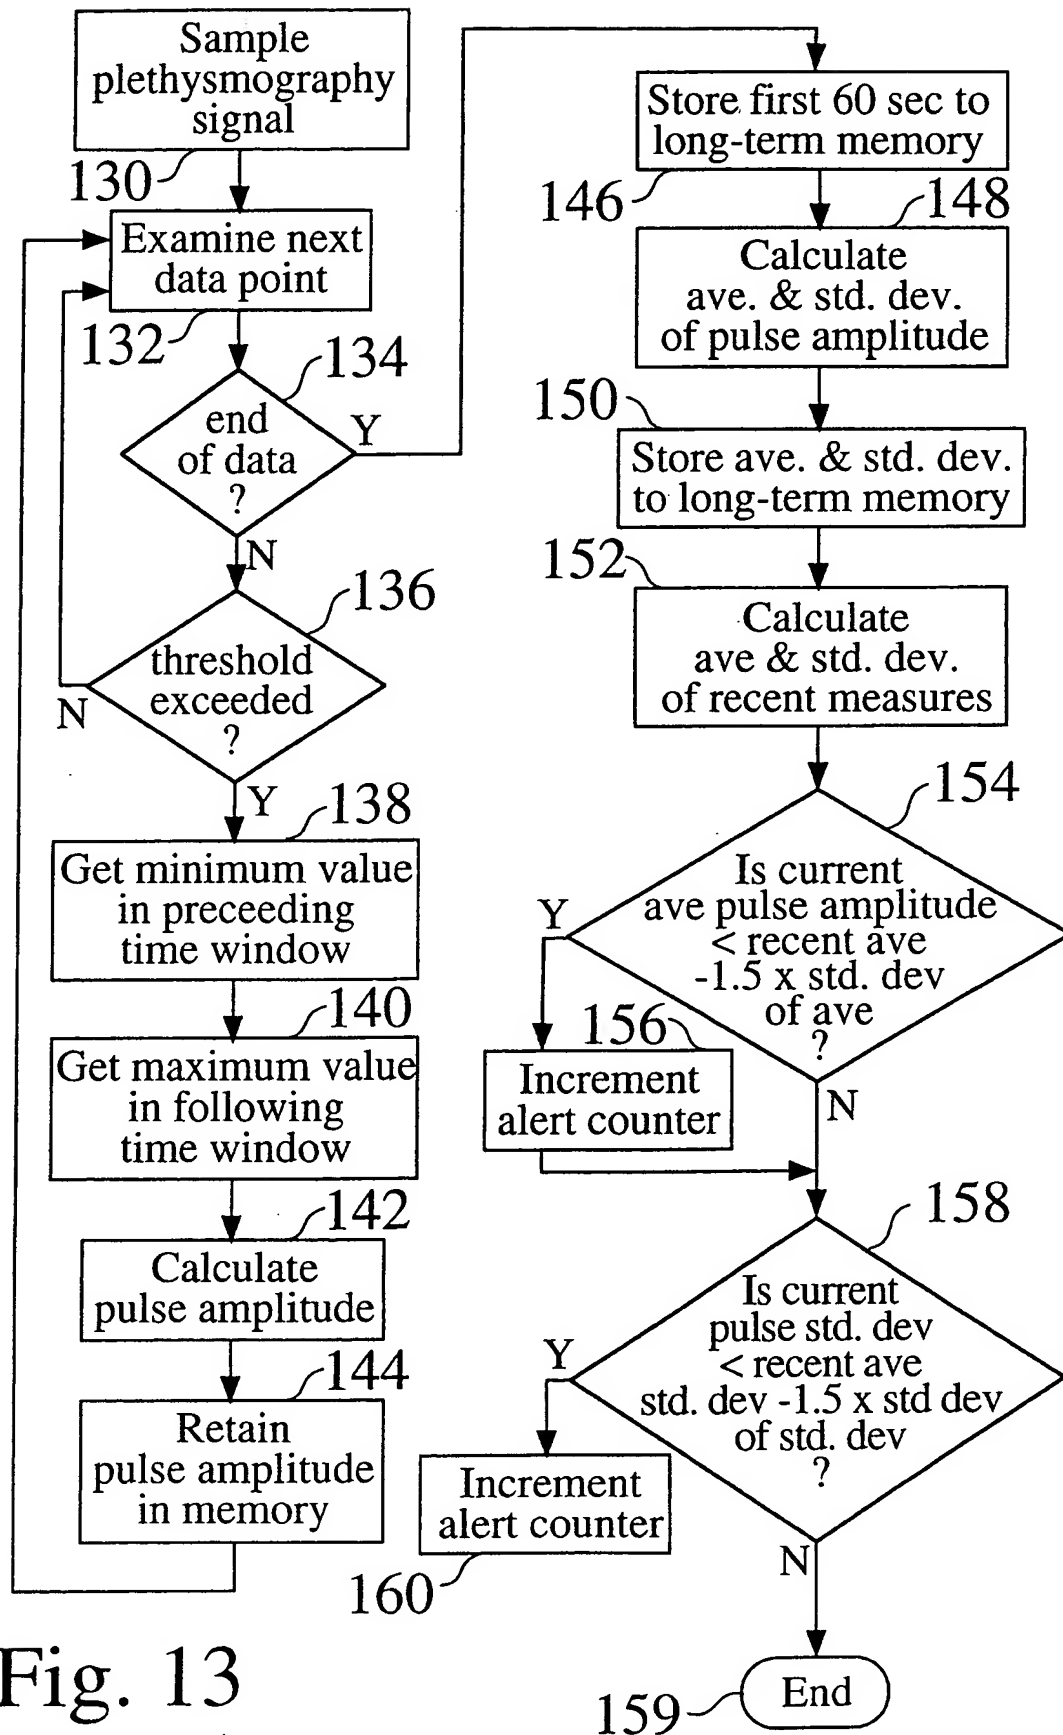 Sample
plethysmography
signal
130
Examine next
data point
132
134
end
of data
?
Y
N
136
threshold
exceeded
?
N
Y
138
Get minimum value
in preceeding
time window
140
Get maximum value
in following
time window
142
Calculate
pulse amplitude
144
Retain
pulse amplitude
in memory
Store first 60 sec to
long-term memory
146
148
Calculate
ave. & std. dev.
of pulse amplitude
150
Store ave. & std. dev.
to long-term memory
152
Calculate
ave & std. dev.
of recent measures
154
Is current
ave pulse amplitude
< recent ave
-1.5 x std. dev
of ave
?
Y
156
Increment
alert counter
N
158
Is current
pulse std. dev
< recent ave
std. dev -1.5 x std dev
of std. dev
?
Y
Increment
alert counter
160
N
159
End
Fig. 13